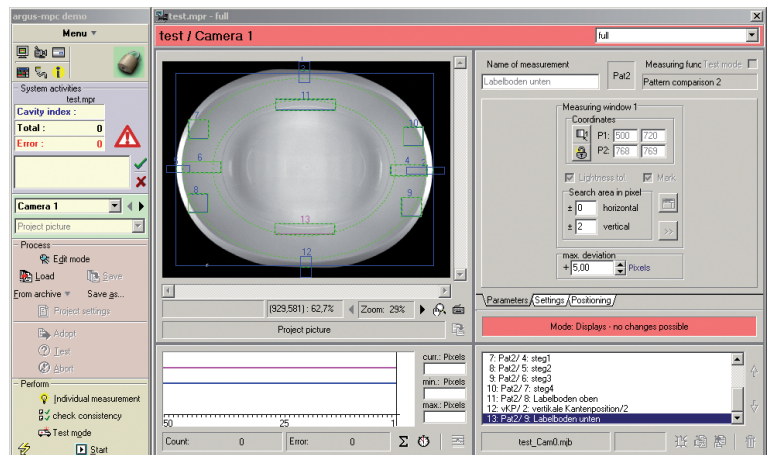 argus-mpc demo
Menu
System activities
test.mpr
Cavity index :
Total : 0
Error : 0
Camera 1
Project picture
Process
Edit mode
Load Save
From archive Save as...
Project settings
Adopt
Test
Abort
Perform
Individual measurement
check consistency
Test mode
Start
test.mpr - full
test / Camera 1
full
11
7
10
6
4
8
9
13
12
(929,581) : 62,7% Zoom: 29%
Project picture
Name of measurement
Labelboden unten
Pat2
Measuring func Test mode
Pattern comparison 2
Measuring window 1
Coordinates
P1: 500 720
P2: 768 769
Lightness tol Mark
Search area in pixel
± 0 horizontal
± 2 vertical
>>
max. deviation
+ 5,00 Pixels
Parameters Settings Positioning
Mode: Displays - no changes possible
50 25 1
curr.: Pixels
min.: Pixels
max.: Pixels
Count: 0 Error: 0 Σ
7: Pat2/ 4: steg1
8: Pat2/ 5: steg2
9: Pat2/ 6: steg3
10: Pat2/ 7: steg4
11: Pat2/ 8: Labelboden oben
12: vKP/ 2: vertikale Kantenposition/2
13: Pat2/ 9: Labelboden unten
test_Cam0.mjb